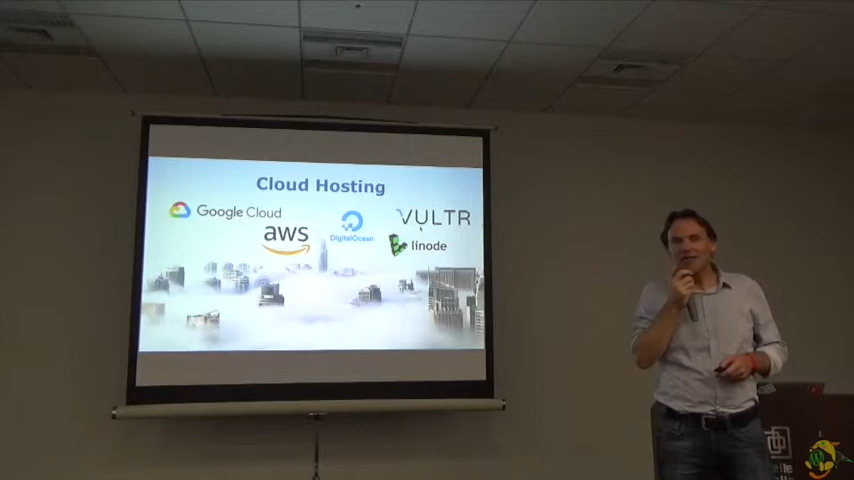 Cloud Hosting
Google Cloud
VULTR
aws
DigitalOcean
linode